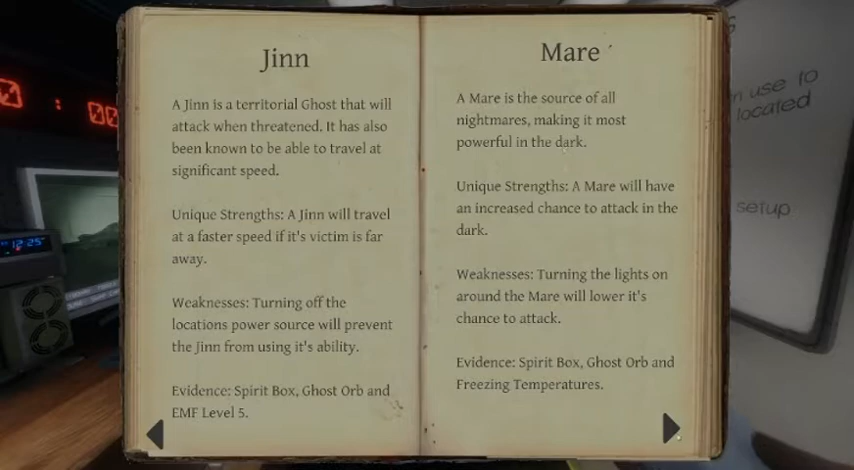 Jinn
A Jinn is a territorial Ghost that will
attack when threatened. It has also
been known to be able to travel at
significant speed.
Unique Strengths: A Jinn will travel
at a faster speed if it's victim is far
away.
Weaknesses: Turning off the
locations power source will prevent
the Jinn from using it's ability.
Evidence: Spirit Box, Ghost Orb and
EMF Level 5.
Mare
A Mare is the source of all
nightmares, making it most
powerful in the dark.
Unique Strengths: A Mare will have
an increased chance to attack in the
dark.
Weaknesses: Turning the lights on
around the Mare will lower it's
chance to attack.
Evidence: Spirit Box, Ghost Orb and
Freezing Temperatures.
12:25
use to
located
setup